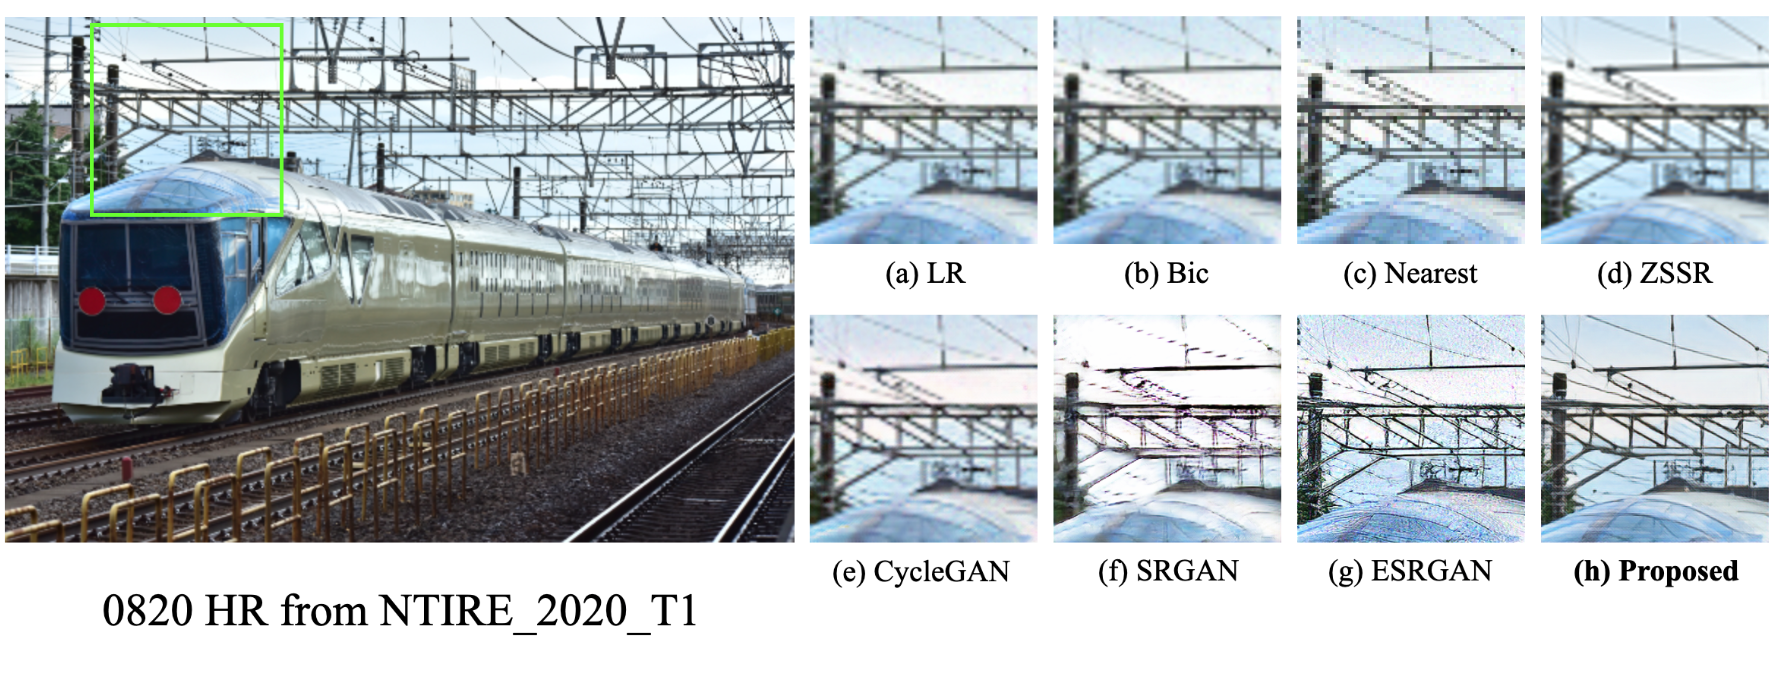 (a) LR
(b) Bic
(c) Nearest
(d) ZSSR
(e) CycleGAN
(f) SRGAN
(g) ESRGAN
(h) Proposed
0820 HR from NTIRE_2020_T1